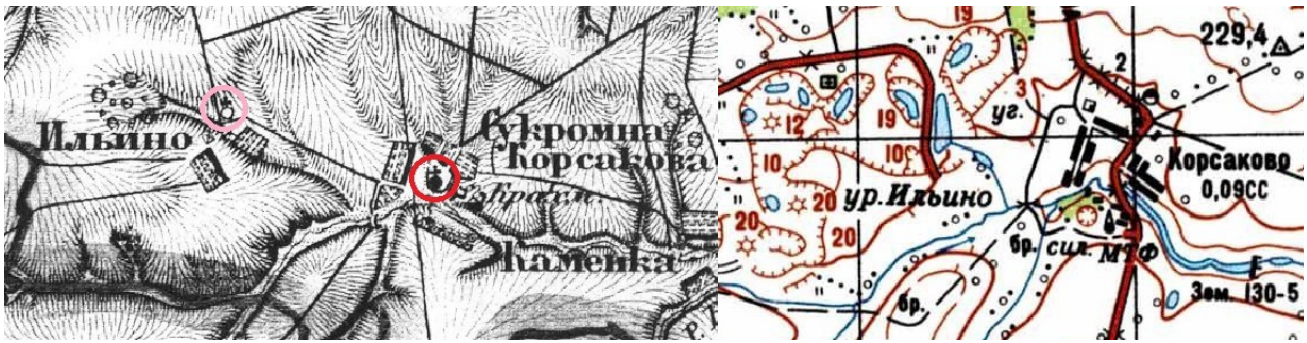 Ильино
Сукромна
Корсакова
Каменка
19
229,4
2
3
уг.
12
19
10
10
ур. Ильино
Корсаково
0,09СС
20
20
20
бр.
сил.
МТФ
бр.
Зем. 130-5